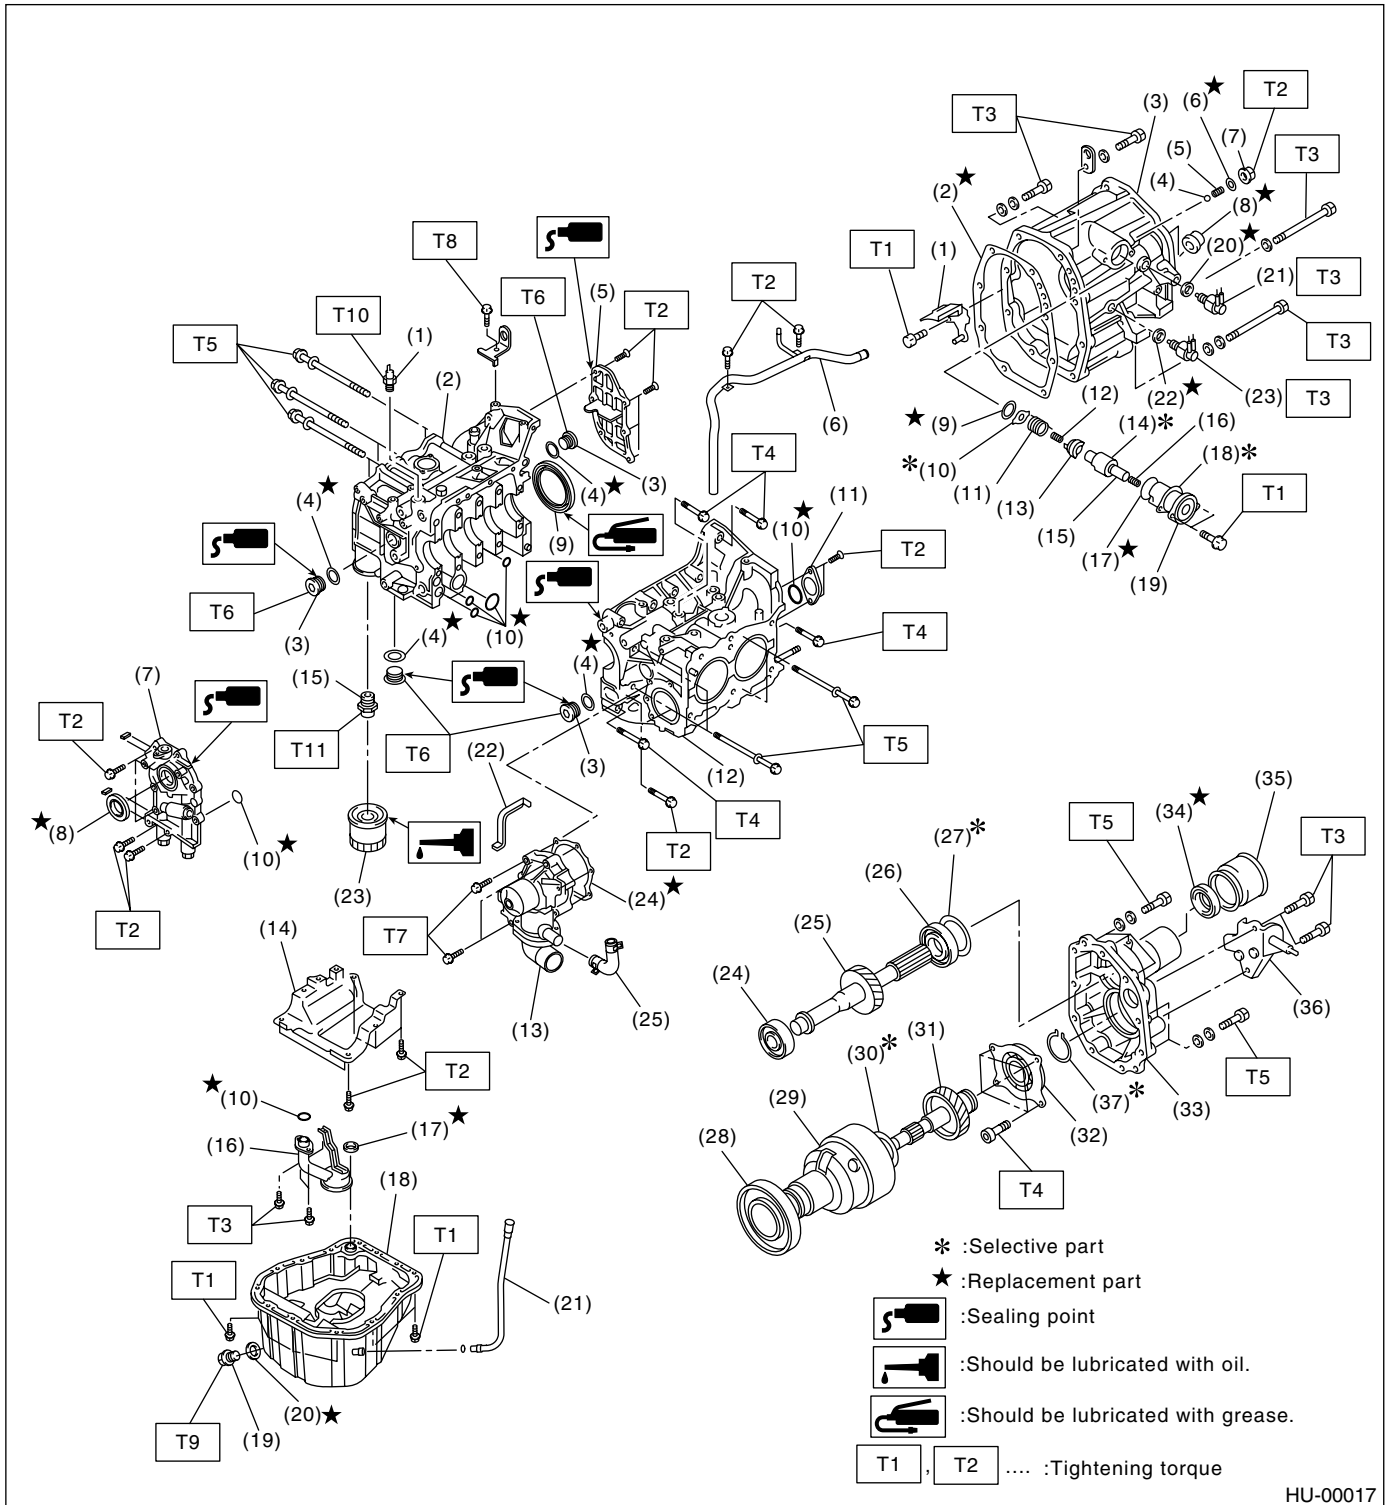 T3
(6)★
T2
(3)
(7)
(5)
T3
(2)★
(4)
(8)★
T8
(20)★
T1
(1)
T2
T6
(5)
T2
T3
(21)
T10
T5
(1)
T3
(2)
(6)
(12)
(22)★
(23)
T3
★(9)
(14)*
(16)
T4
(3)
*(10)
(18)*
(4)★
(4)★
(11)
(11)
(13)
T1
(9)
(10)★
T2
(15)
(17)★
(19)
T6
(3)
(4)★
(10)★
T4
(4)★
(15)
(7)
T2
T11
T6
(22)
(3)
(12)
T5
(35)
★(8)
(10)★
T4
T5
(34)★
T2
(27)*
T3
(23)
(24)★
(26)
T2
(14)
T7
(25)
(24)
(36)
(13)
(25)
(31)
(30)*
T2
T5
★(10)
(37)*
(33)
(29)
(32)
(17)★
(28)
(16)
(18)
T4
T3
T1
* :Selective part
★ :Replacement part
T1
(21)
:Sealing point
:Should be lubricated with oil.
(20)★
:Should be lubricated with grease.
T9
(19)
T1 , T2 .... :Tightening torque
HU-00017